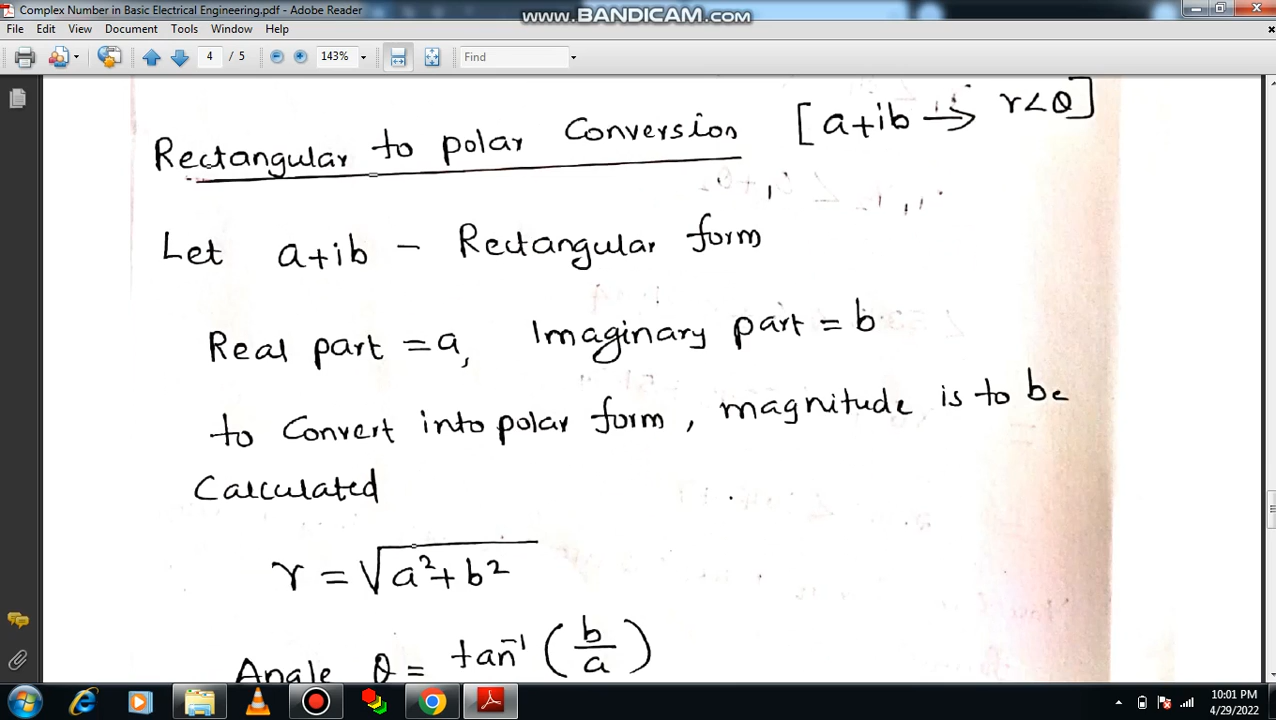 Complex Number in Basic Electrical Engineering.pdf - Adobe Reader
www.BANDICAM.com
File Edit View Document Tools Window Help
4 / 5 143% Find
Rectangular to polar Conversion [a+ib → r∠θ]
Let a+ib - Rectangular form
Real part = a, Imaginary part = b
to Convert into polar form, magnitude is to be
Calculated
r = √a²+b²
Angle θ = tan⁻¹ (b/a)
10:01 PM
4/29/2022